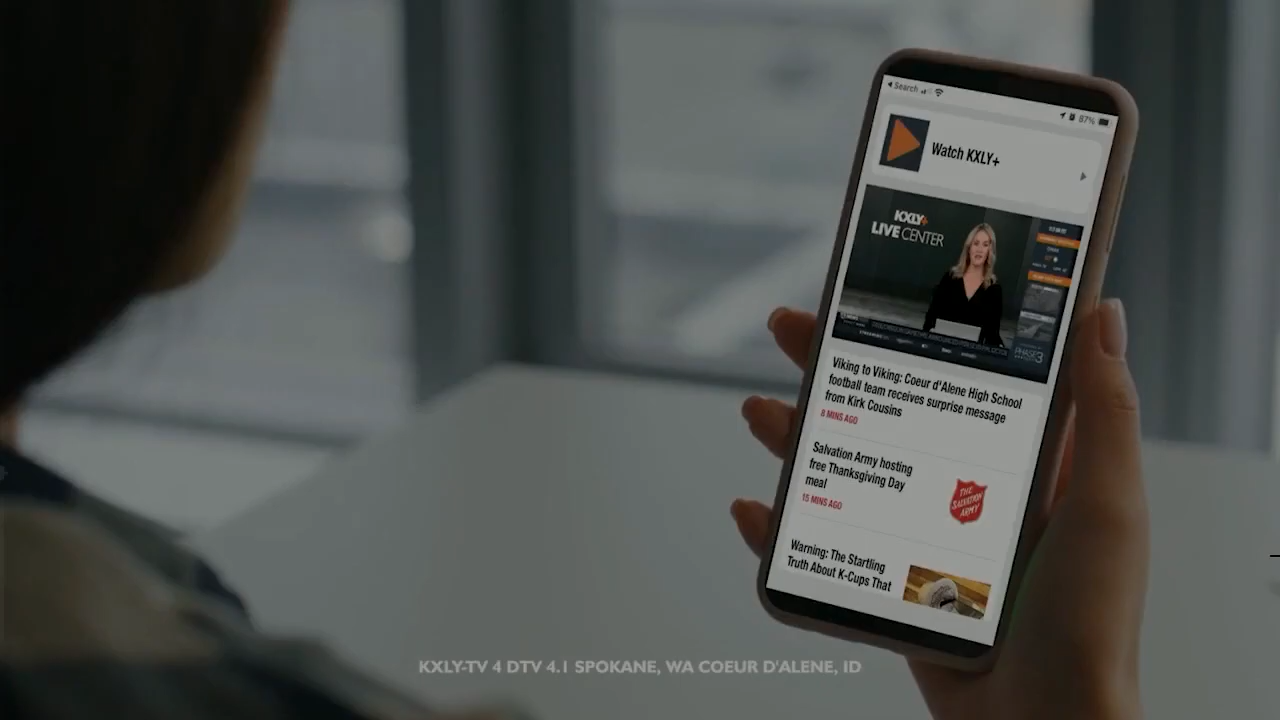 Search
87%
Watch KXLY+
KXLY+
LIVE CENTER
PHASE3
Viking to Viking: Coeur d'Alene High School
football team receives surprise message
from Kirk Cousins
8 MINS AGO
Salvation Army hosting
free Thanksgiving Day
meal
15 MINS AGO
THE
SALVATION
ARMY
Warning: The Startling
Truth About K-Cups That
KXLY-TV 4 DTV 4.1 SPOKANE, WA COEUR D'ALENE, ID